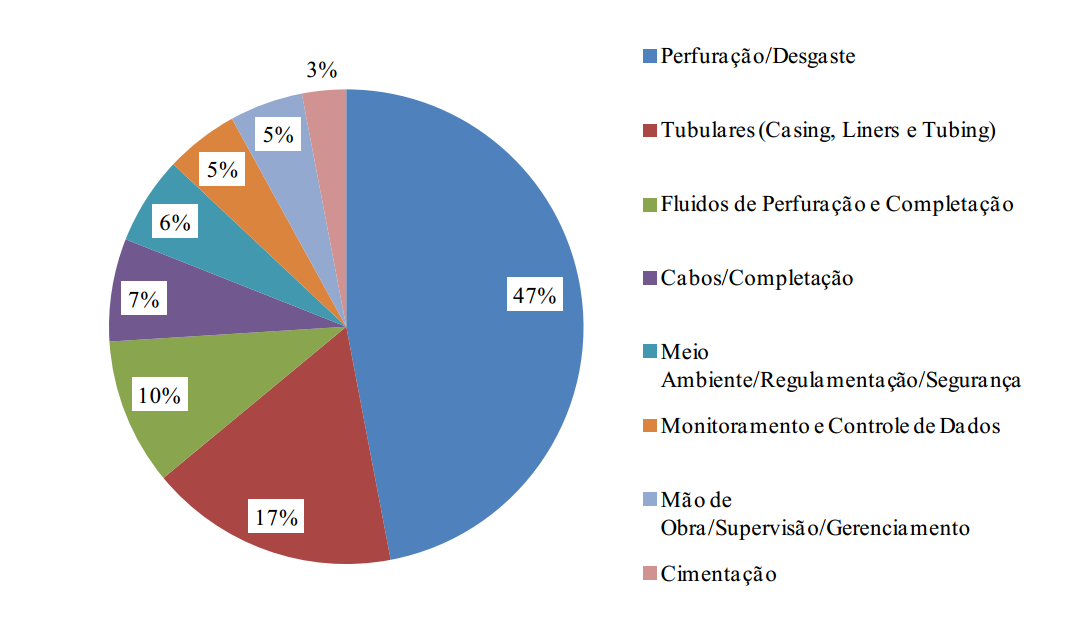 3%
5%
5%
6%
7%
10%
17%
47%
Perfuração/Desgaste
Tubulares (Casing, Liners e Tubing)
Fluidos de Perfuração e Completação
Cabos/Completação
Meio
Ambiente/Regulamentação/Segurança
Monitoramento e Controle de Dados
Mão de
Obra/Supervisão/Gerenciamento
Cimentação